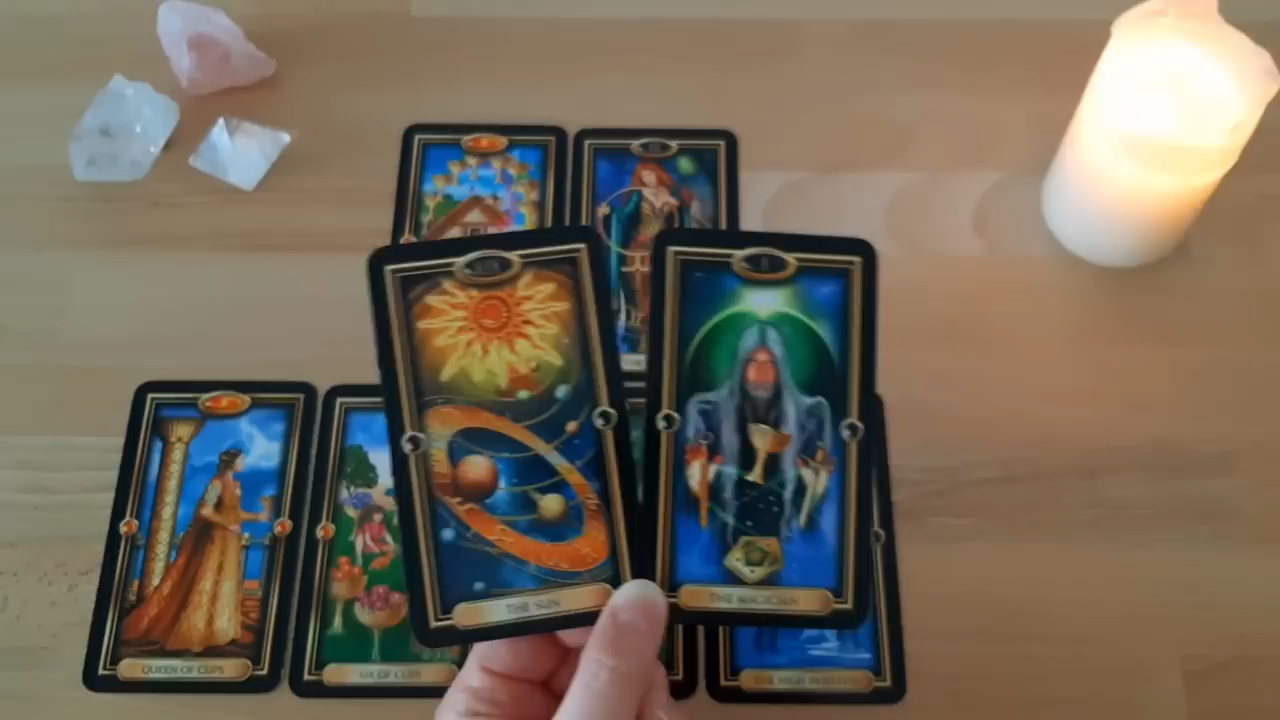 THE SUN
I
THE MAGICIAN
QUEEN OF CUPS
SIX OF CUPS
THE HIGH PRIESTESS